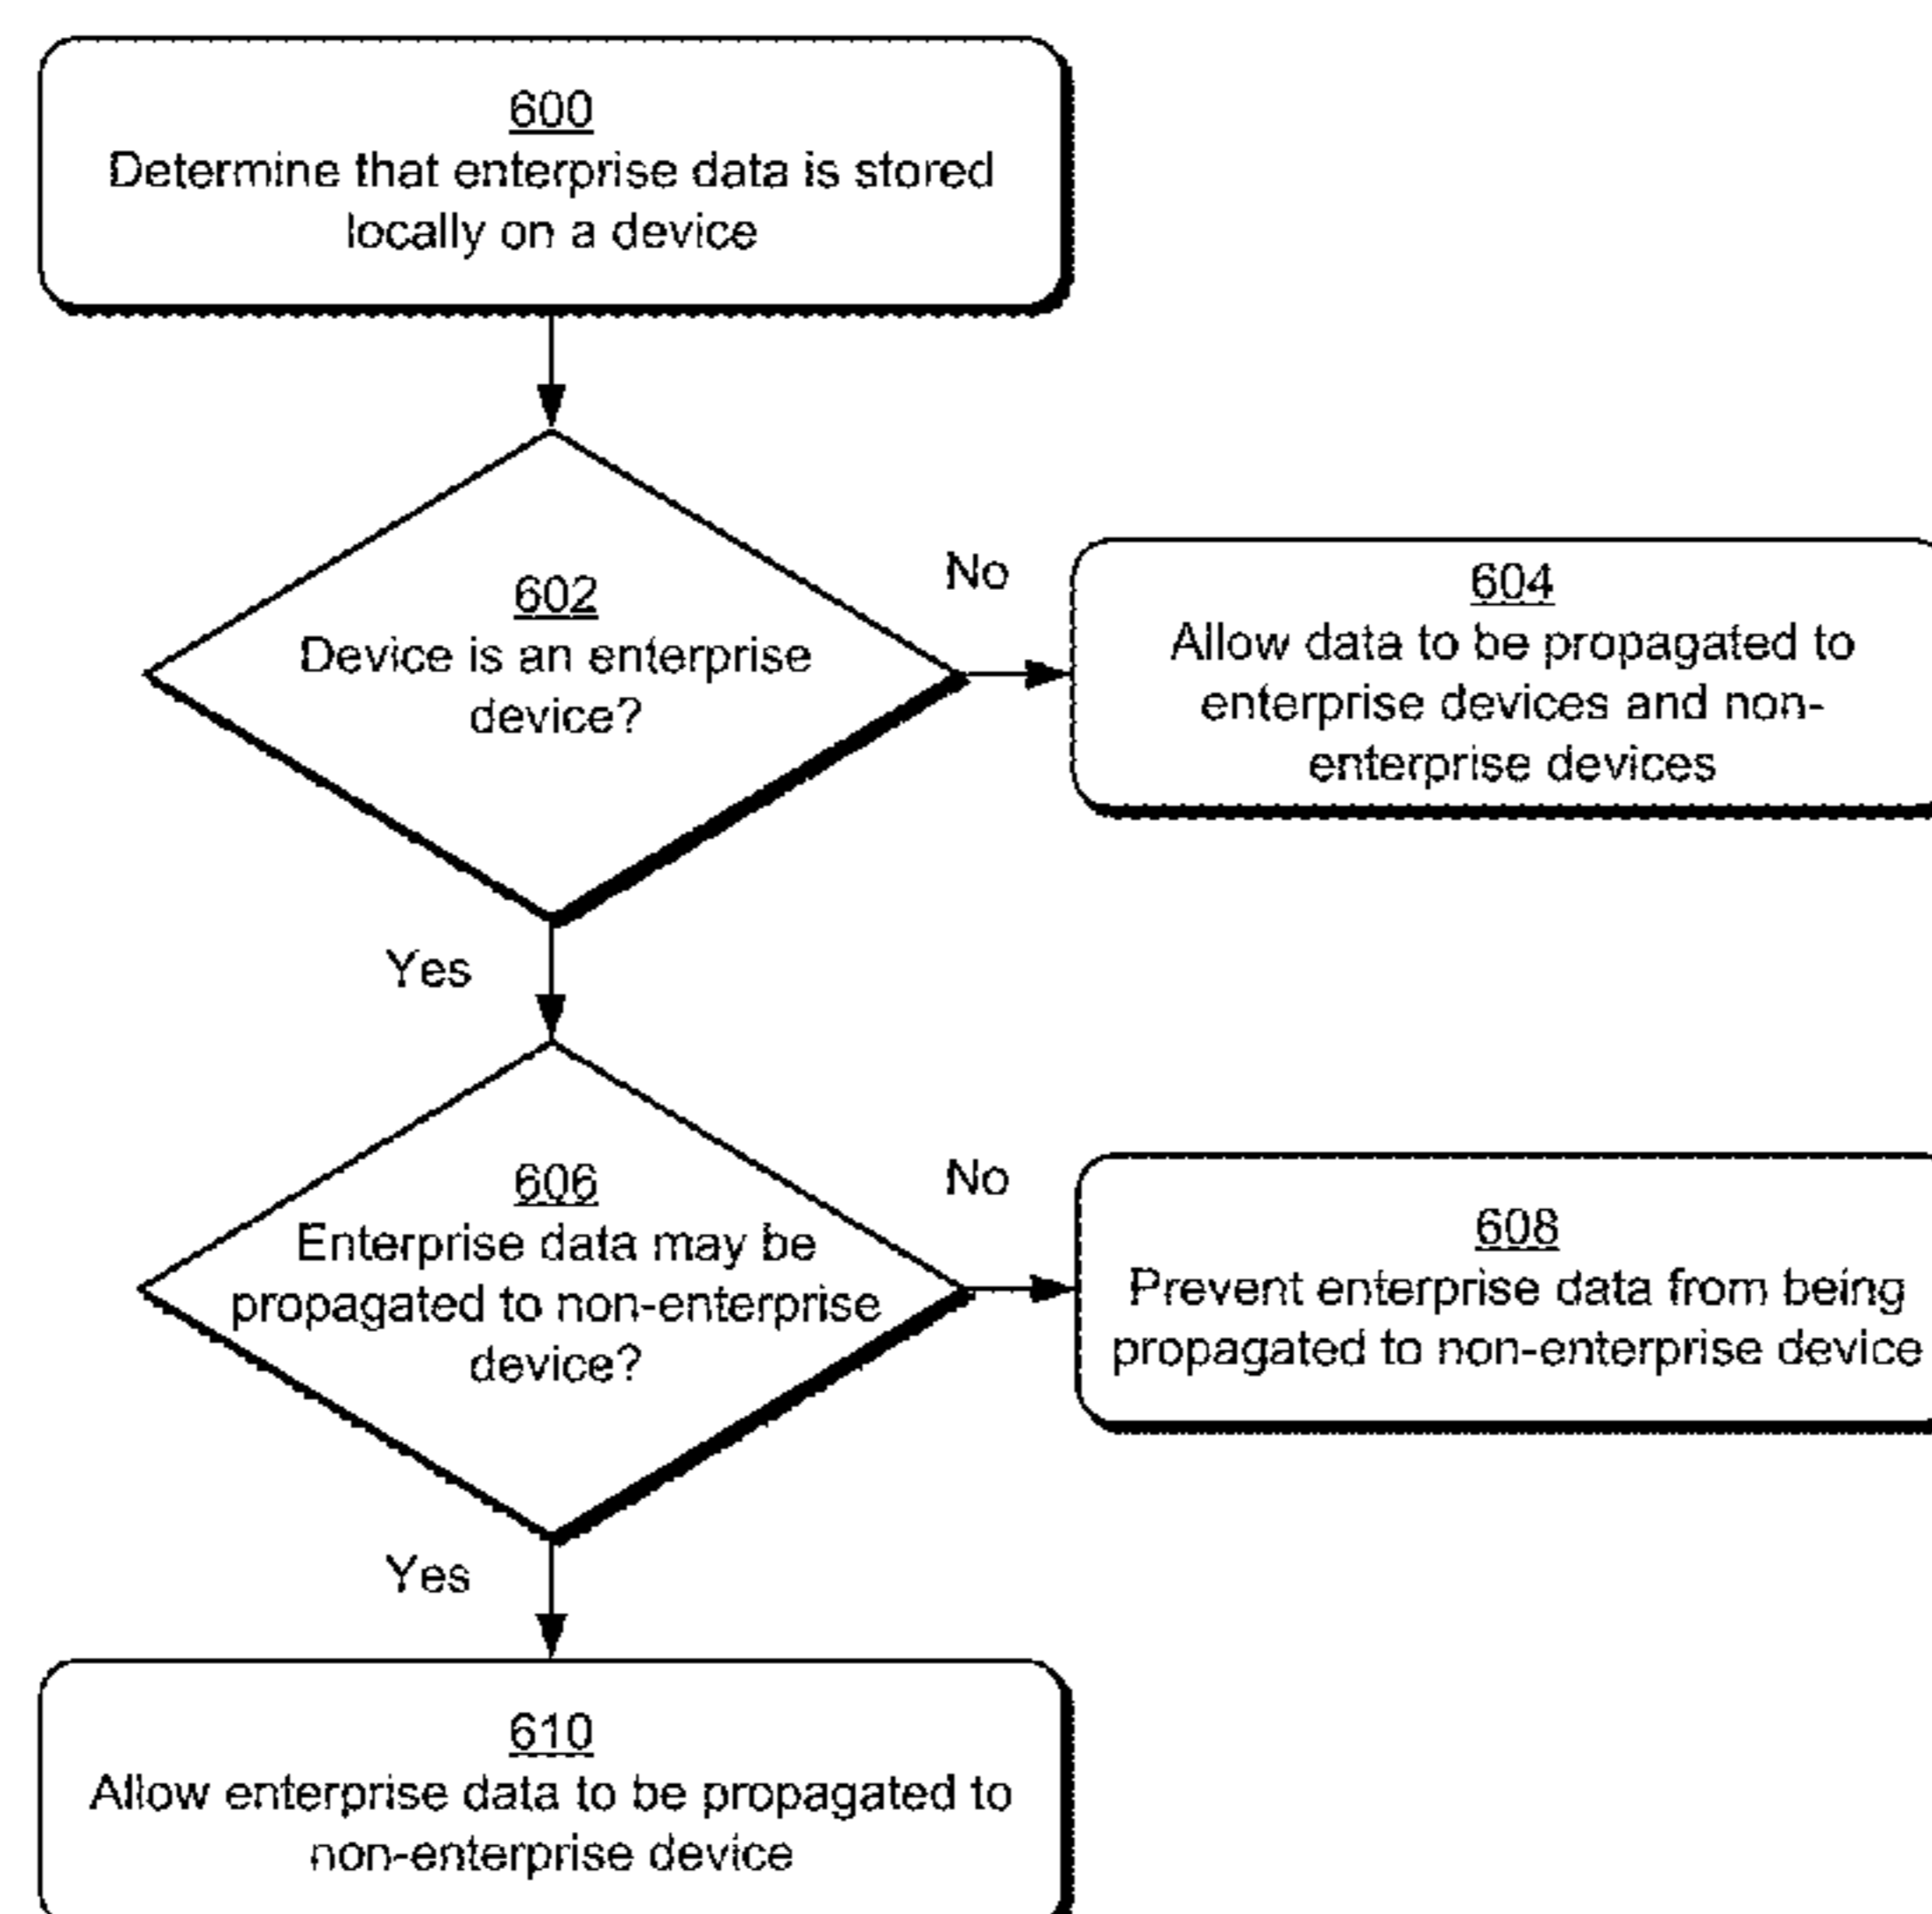 600
Determine that enterprise data is stored
locally on a device
602
Device is an enterprise
device?
No
604
Allow data to be propagated to
enterprise devices and non-
enterprise devices
Yes
606
Enterprise data may be
propagated to non-enterprise
device?
No
608
Prevent enterprise data from being
propagated to non-enterprise device
Yes
610
Allow enterprise data to be propagated to
non-enterprise device